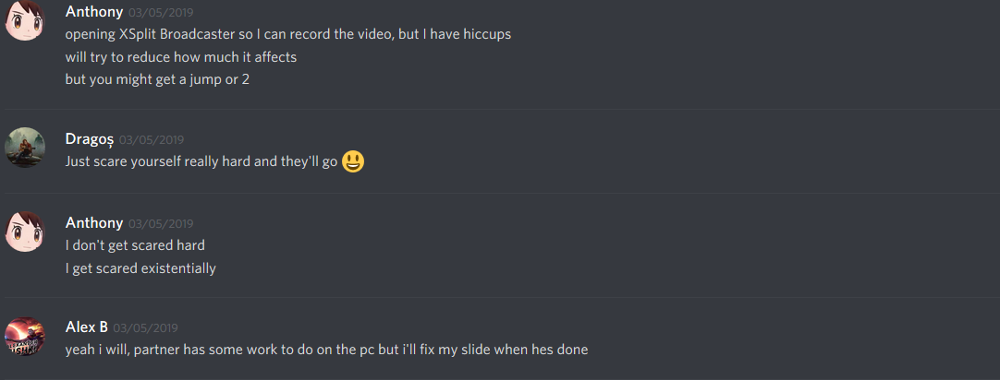 Anthony 03/05/2019
opening XSplit Broadcaster so I can record the video, but I have hiccups
will try to reduce how much it affects
but you might get a jump or 2
Dragoș 03/05/2019
Just scare yourself really hard and they'll go 😃
Anthony 03/05/2019
I don't get scared hard
I get scared existentially
Alex B 03/05/2019
yeah i will, partner has some work to do on the pc but i'll fix my slide when hes done